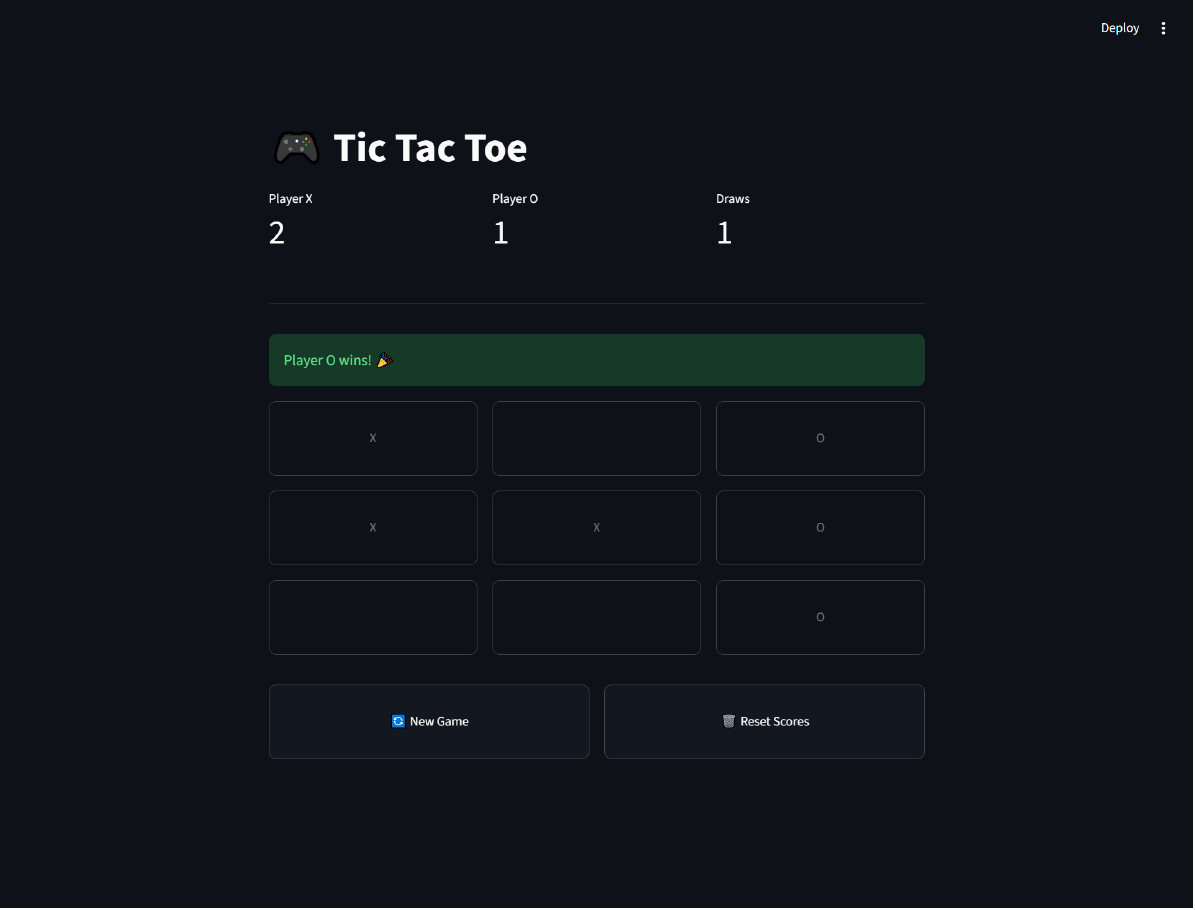 Deploy
🎮 Tic Tac Toe
Player X Player O Draws
2 1 1
Player O wins! 🎉
X O
X X O
O
🔄 New Game 🗑️ Reset Scores